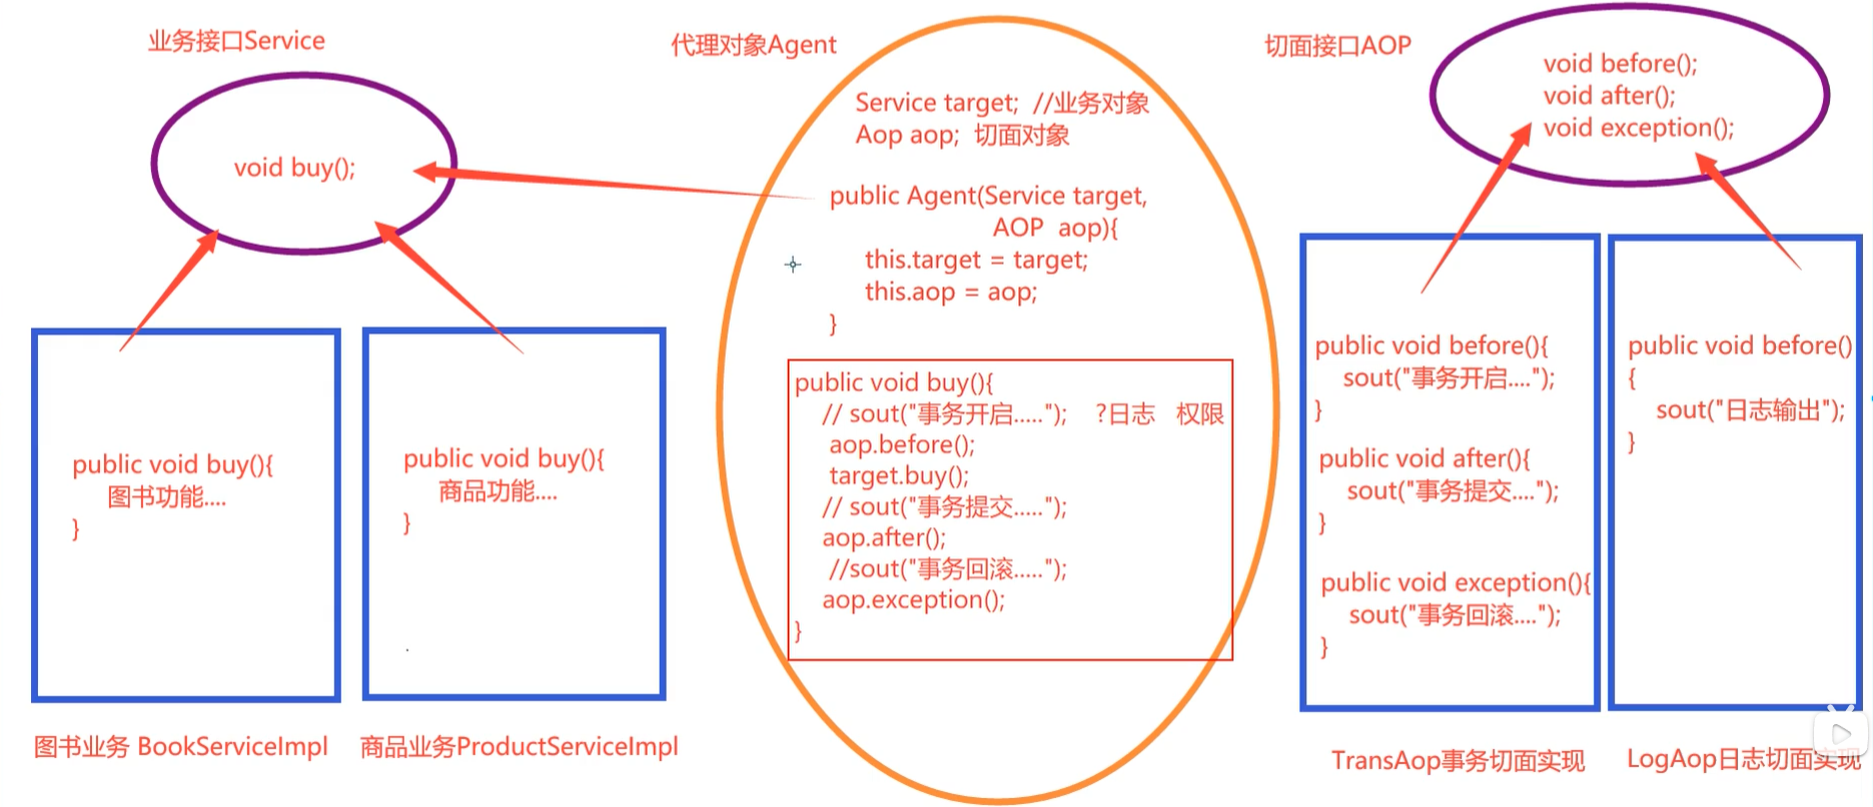 业务接口Service
void buy();
public void buy(){
图书功能....
}
图书业务 BookServiceImpl
public void buy(){
商品功能....
}
商品业务ProductServiceImpl
代理对象Agent
Service target;  //业务对象
Aop aop;  切面对象
public Agent(Service target,
AOP  aop){
this.target = target;
this.aop = aop;
}
public void buy(){
// sout("事务开启.....");    ?日志   权限
aop.before();
target.buy();
// sout("事务提交.....");
aop.after();
//sout("事务回滚.....");
aop.exception();
}
切面接口AOP
void before();
void after();
void exception();
public void before(){
sout("事务开启....");
}
public void after(){
sout("事务提交....");
}
public void exception(){
sout("事务回滚....");
}
TransAop事务切面实现
public void before()
{
sout("日志输出");
}
LogAop日志切面实现